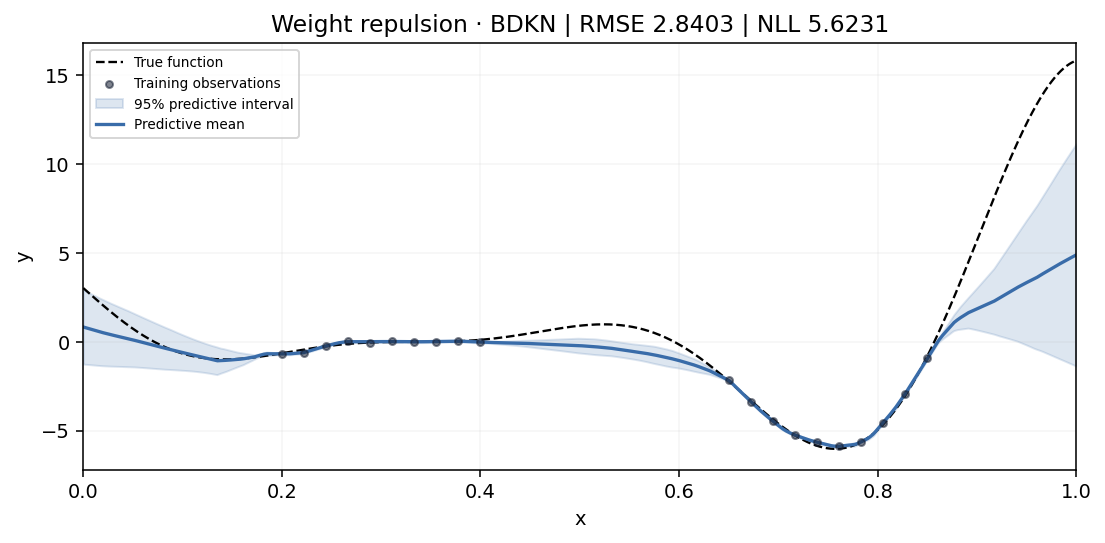 Weight repulsion · BDKN | RMSE 2.8403 | NLL 5.6231
True function
Training observations
95% predictive interval
Predictive mean
15
10
5
0
−5
y
0.0 0.2 0.4 0.6 0.8 1.0
x